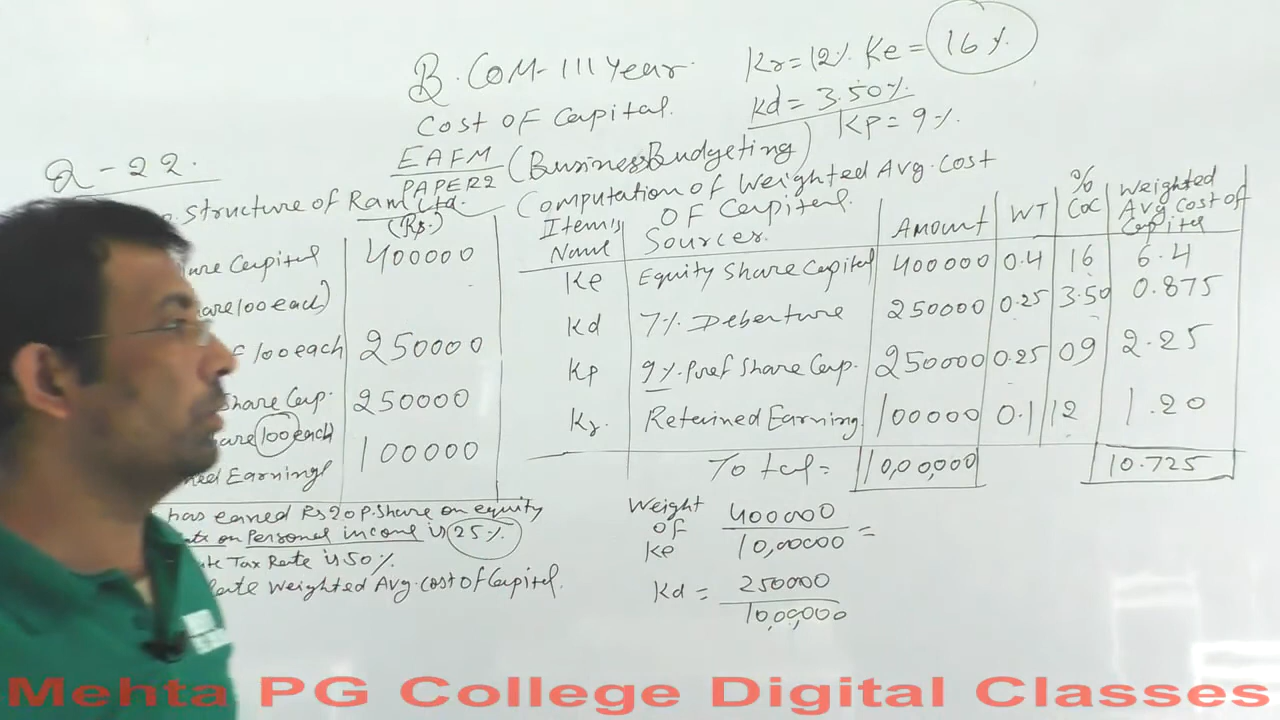 B.COM-III Year.
Cost Of Capital.
EAFM
PAPER 2
(Business Budgeting)
Kr=12%. Ke = 16%.
Kd = 3.50%.
Kp = 9%.
Q-22.
Structure of Ram Ltd.
(Rs.)
Capital 400000
100 each)
100 each 250000
Share Cap. 250000
100 each
Earning 100000
has earned Rs 20 P. Share on equity
on Personal income is 25%.
Tax Rate is 50%.
Weighted Avg. Cost of Capital.
Computation of Weighted Avg. Cost
Of Capital.
Item's Name Sources. Amount WT % COC Weighted Avg. Cost of Capital
Ke Equity Share Capital 400000 0.4 16 6.4
Kd 7% Debenture 250000 0.25 3.50 0.875
Kp 9% Pref Share Cap. 250000 0.25 09 2.25
Kr. Retained Earning 100000 0.1 12 1.20
Total = 10,00,000 10.725
Weight
Of
Ke
400000
10,00000
=
Kd =
250000
10,00,000
Mehta PG College Digital Classes